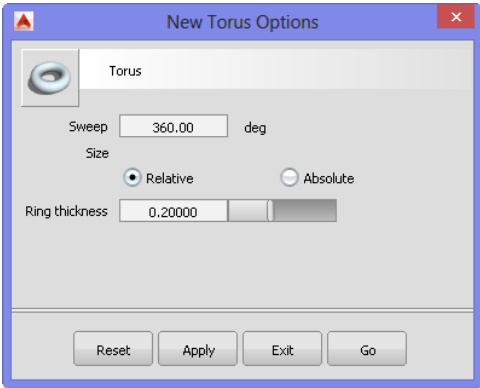 New Torus Options
Torus
Sweep 360.00 deg
Size
Relative Absolute
Ring thickness 0.20000
Reset Apply Exit Go